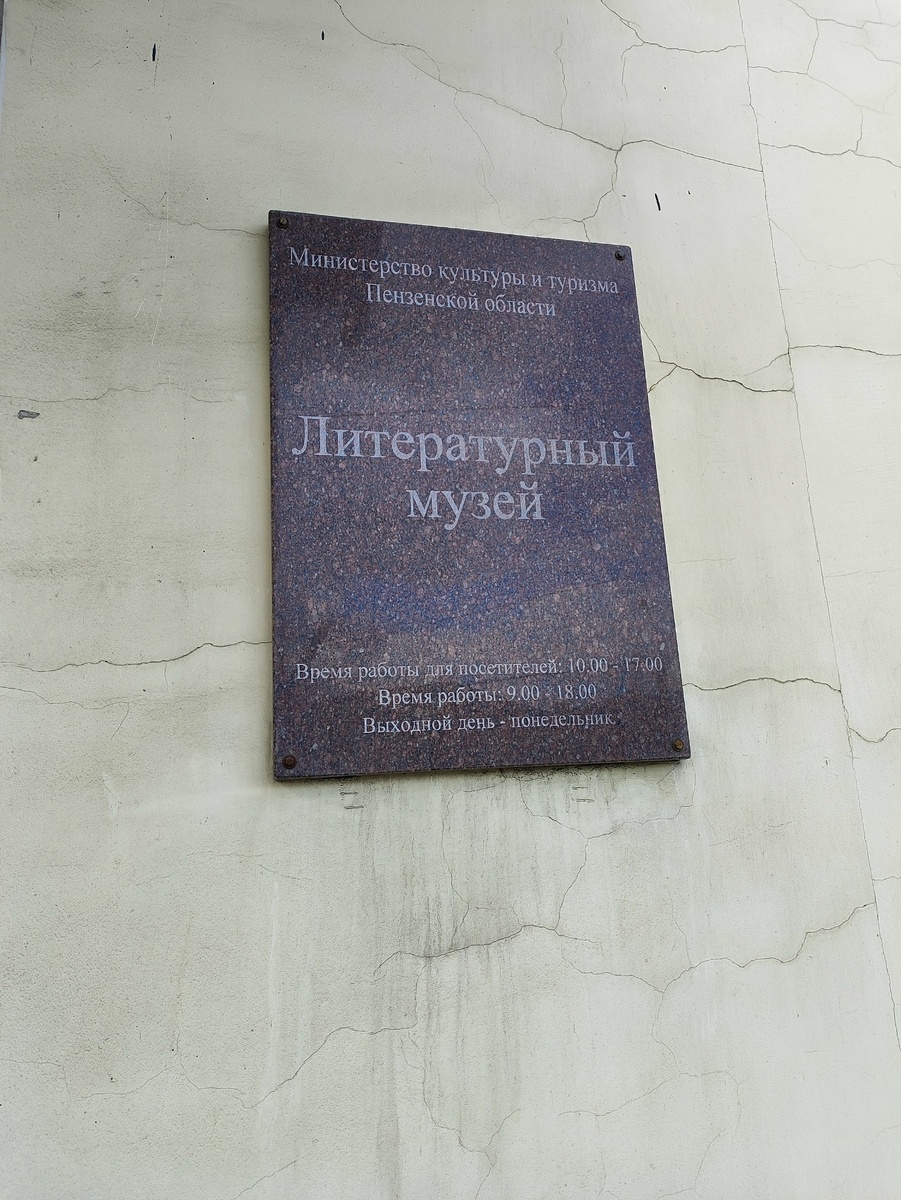 Министерство культуры и туризма
Пензенской области
Литературный
музей
Время работы для посетителей: 10.00 - 17.00
Время работы: 9.00 - 18.00
Выходной день - понедельник.